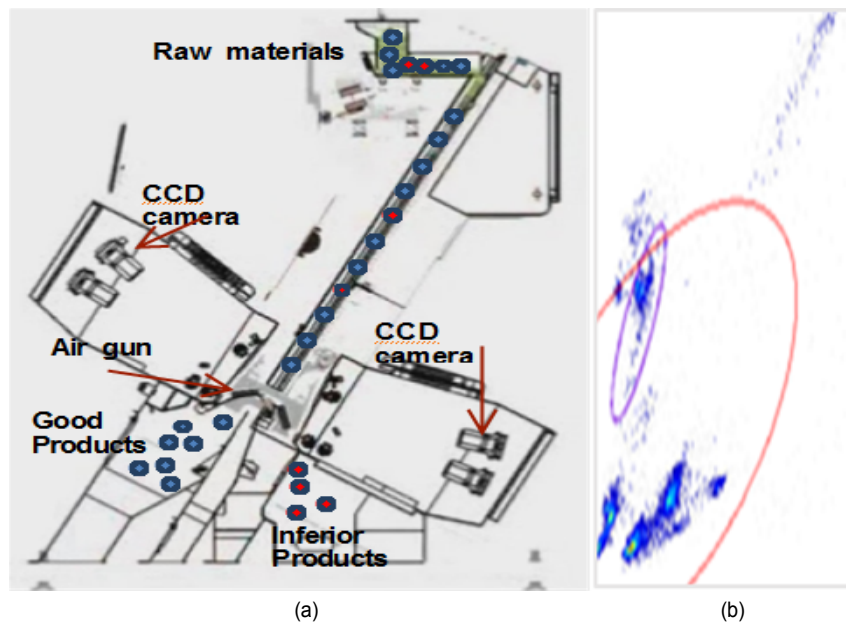 Raw materials
CCD
camera
CCD
camera
Air gun
Good
Products
Inferior
Products
(a)
(b)